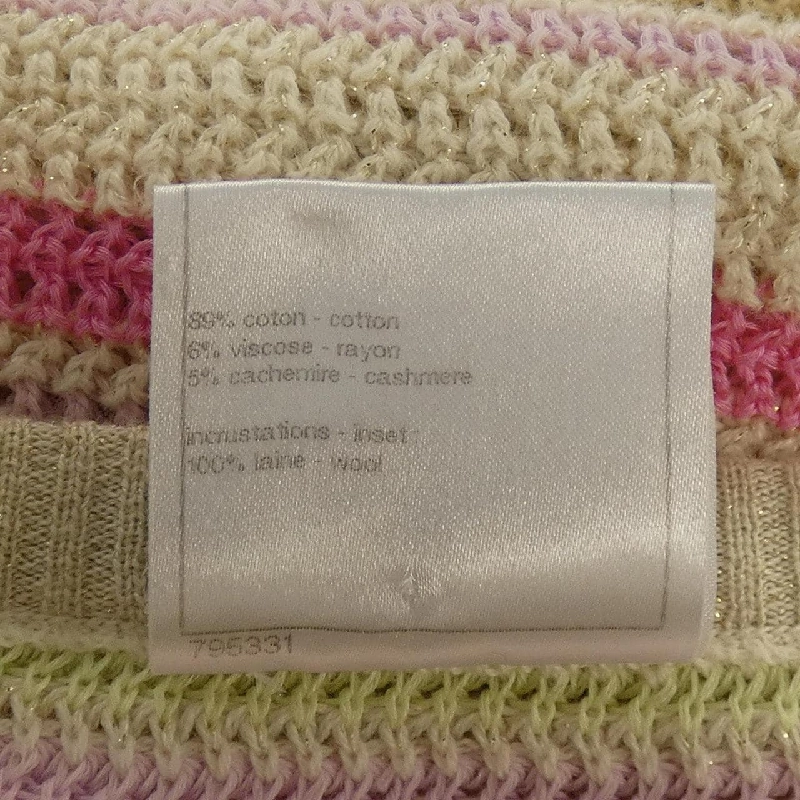 89% coton - cotton
6% viscose - rayon
5% cachemire - cashmere
incrustations - inset
100% laine - wool
795331